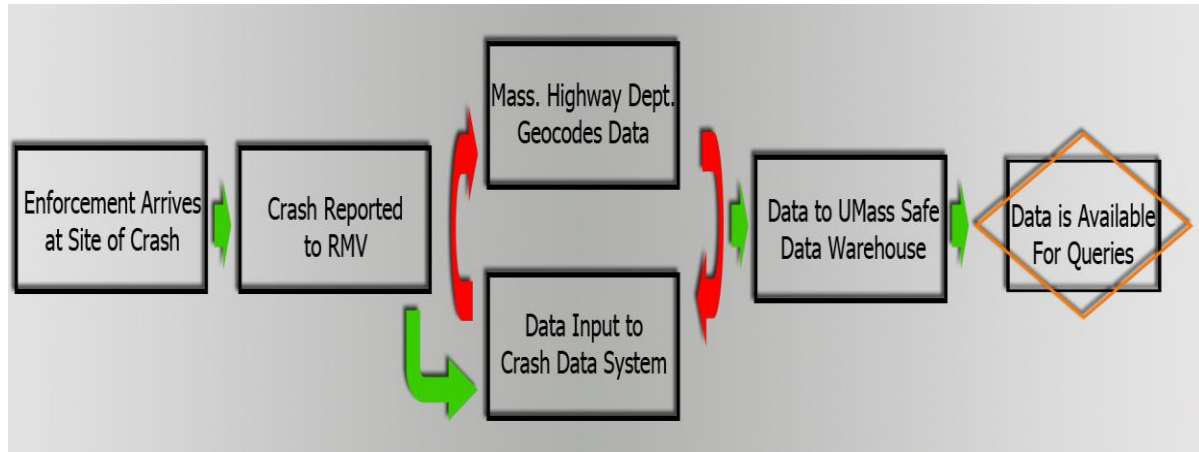 Enforcement Arrives
at Site of Crash
Crash Reported
to RMV
Mass. Highway Dept.
Geocodes Data
Data Input to
Crash Data System
Data to UMass Safe
Data Warehouse
Data is Available
For Queries